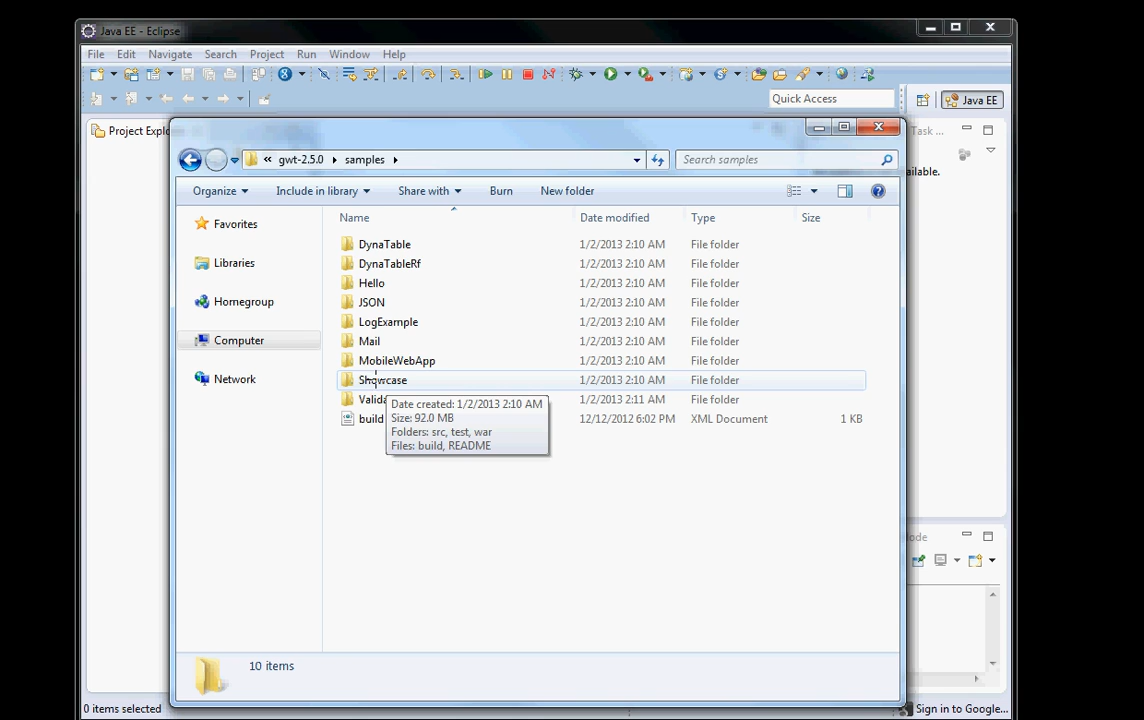 Java EE - Eclipse
File Edit Navigate Search Project Run Window Help
Quick Access
Java EE
Project Explo
Task ...
ailable.
« gwt-2.5.0 samples
Search samples
Organize Include in library Share with Burn New folder
Name Date modified Type Size
Favorites
Libraries
Homegroup
Computer
Network
DynaTable 1/2/2013 2:10 AM File folder
DynaTableRf 1/2/2013 2:10 AM File folder
Hello 1/2/2013 2:10 AM File folder
JSON 1/2/2013 2:10 AM File folder
LogExample 1/2/2013 2:10 AM File folder
Mail 1/2/2013 2:10 AM File folder
MobileWebApp 1/2/2013 2:10 AM File folder
Showcase 1/2/2013 2:10 AM File folder
Valida 1/2/2013 2:11 AM File folder
build 12/12/2012 6:02 PM XML Document 1 KB
Date created: 1/2/2013 2:10 AM
Size: 92.0 MB
Folders: src, test, war
Files: build, README
ode
10 items
0 items selected
Sign in to Google...